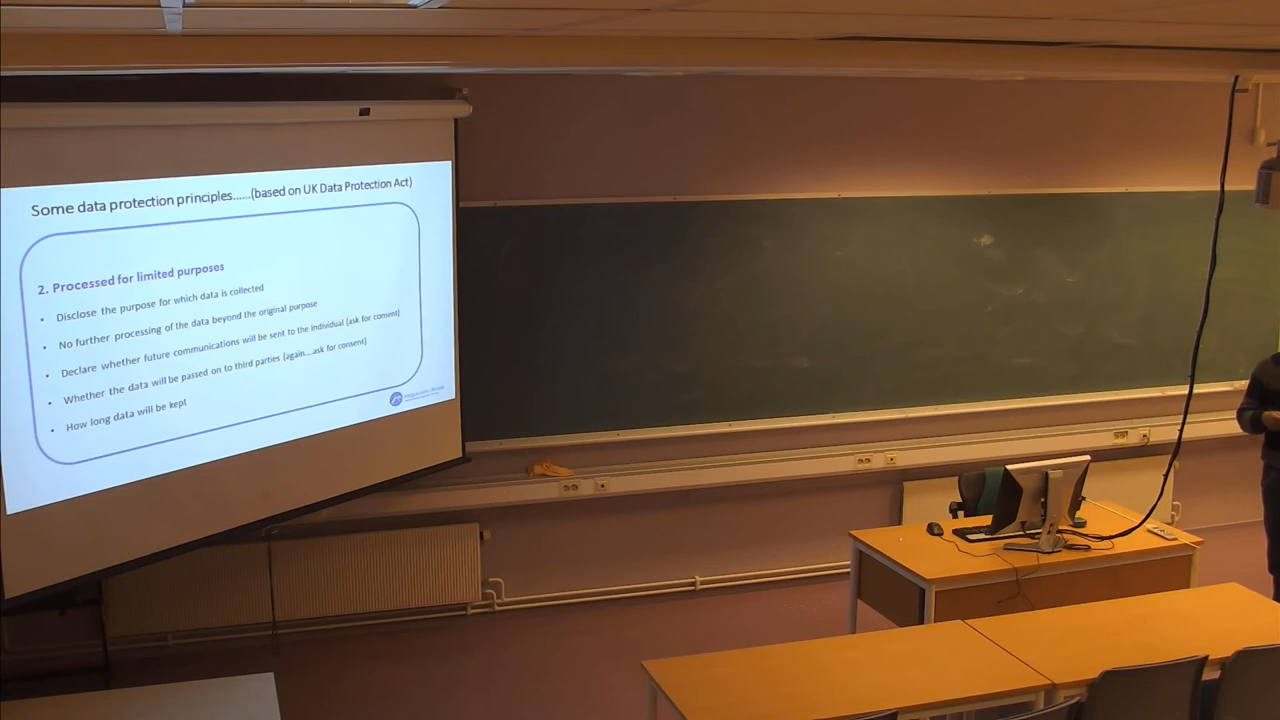 Some data protection principles......(based on UK Data Protection Act)
2. Processed for limited purposes
• Disclose the purpose for which data is collected
• No further processing of the data beyond the original purpose
• Declare whether future communications will be sent to the individual (ask for consent)
• Whether the data will be passed on to third parties (again...ask for consent)
• How long data will be kept